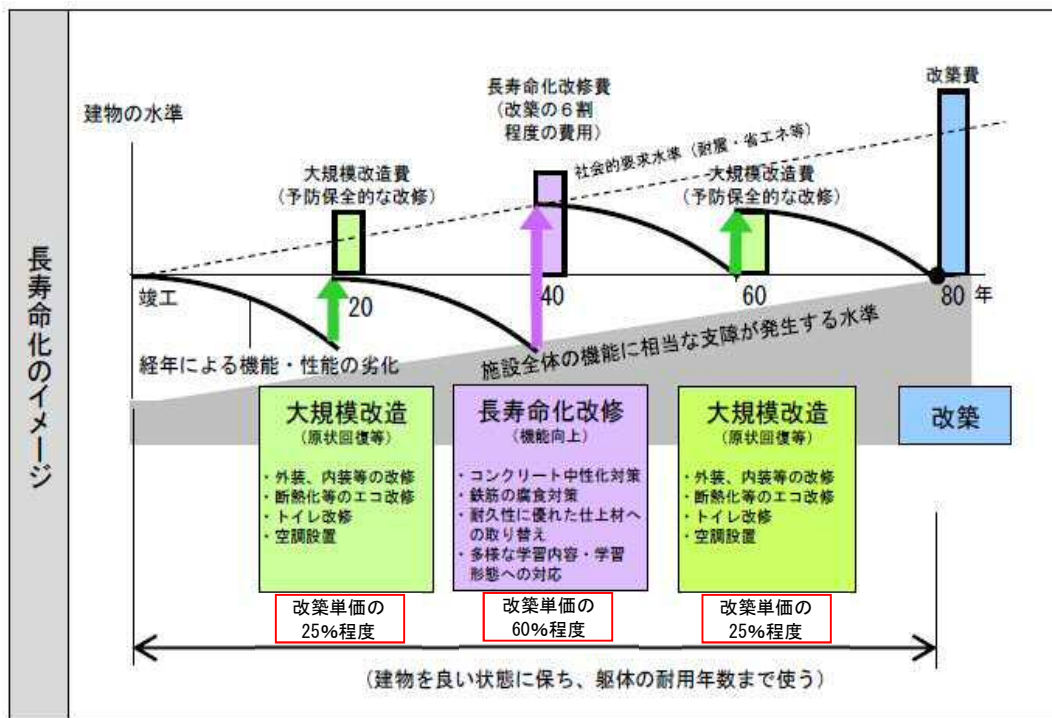 長寿命化のイメージ
建物の水準
大規模改造費
(予防保全的な改修)
長寿命化改修費
(改築の6割
程度の費用)
社会的要求水準(耐震・省エネ等)
大規模改造費
(予防保全的な改修)
改築費
竣工
20
40
60
80 年
経年による機能・性能の劣化
施設全体の機能に相当な支障が発生する水準
大規模改造
(原状回復等)
・外装、内装等の改修
・断熱化等のエコ改修
・トイレ改修
・空調設置
長寿命化改修
(機能向上)
・コンクリート中性化対策
・鉄筋の腐食対策
・耐久性に優れた仕上材へ
の取り替え
・多様な学習内容・学習
形態への対応
大規模改造
(原状回復等)
・外装、内装等の改修
・断熱化等のエコ改修
・トイレ改修
・空調設置
改築
改築単価の
25%程度
改築単価の
60%程度
改築単価の
25%程度
(建物を良い状態に保ち、躯体の耐用年数まで使う)